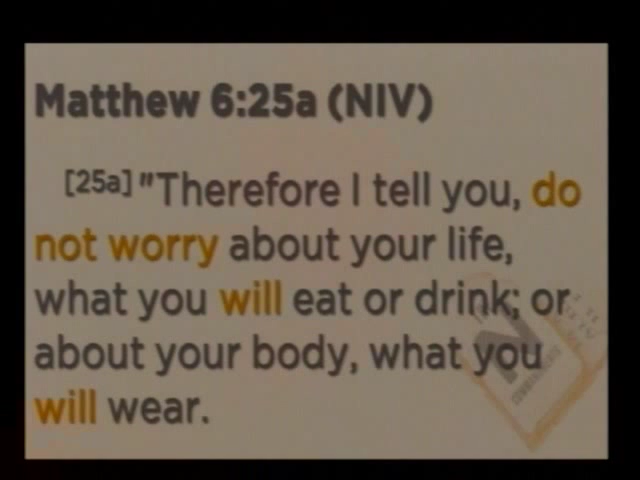 Matthew 6:25a (NIV)
[25a] "Therefore I tell you, do
not worry about your life,
what you will eat or drink; or
about your body, what you
will wear.
N